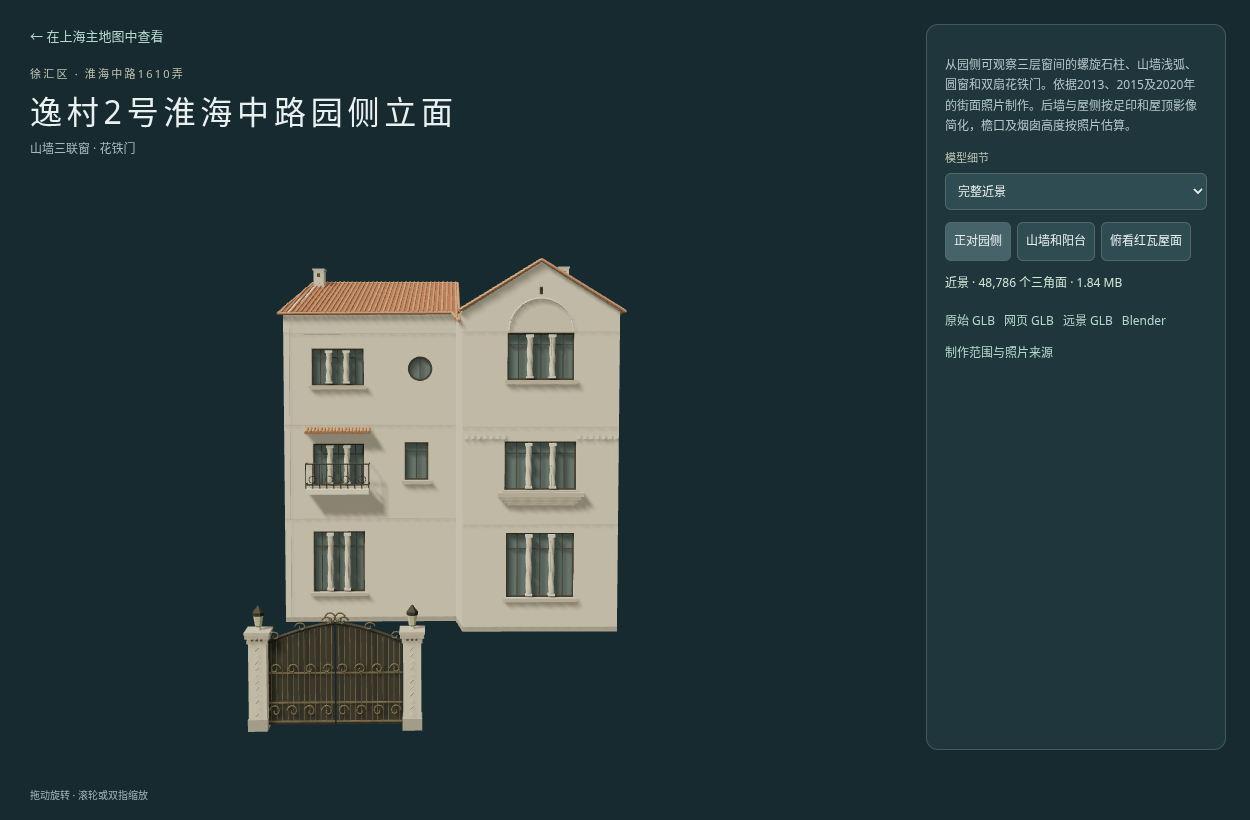 ← 在上海主地图中查看
徐汇区 · 淮海中路1610弄
逸村2号淮海中路园侧立面
山墙三联窗 · 花铁门
从园侧可观察三层窗间的螺旋石柱、山墙浅弧、
圆窗和双扇花铁门。依据2013、2015及2020年
的街面照片制作。后墙与屋侧按足印和屋顶影像
简化，檐口及烟囱高度按照片估算。
模型细节
完整近景
正对园侧 山墙和阳台 俯看红瓦屋面
近景 · 48,786 个三角面 · 1.84 MB
原始 GLB 网页 GLB 远景 GLB Blender
制作范围与照片来源
拖动旋转 · 滚轮或双指缩放